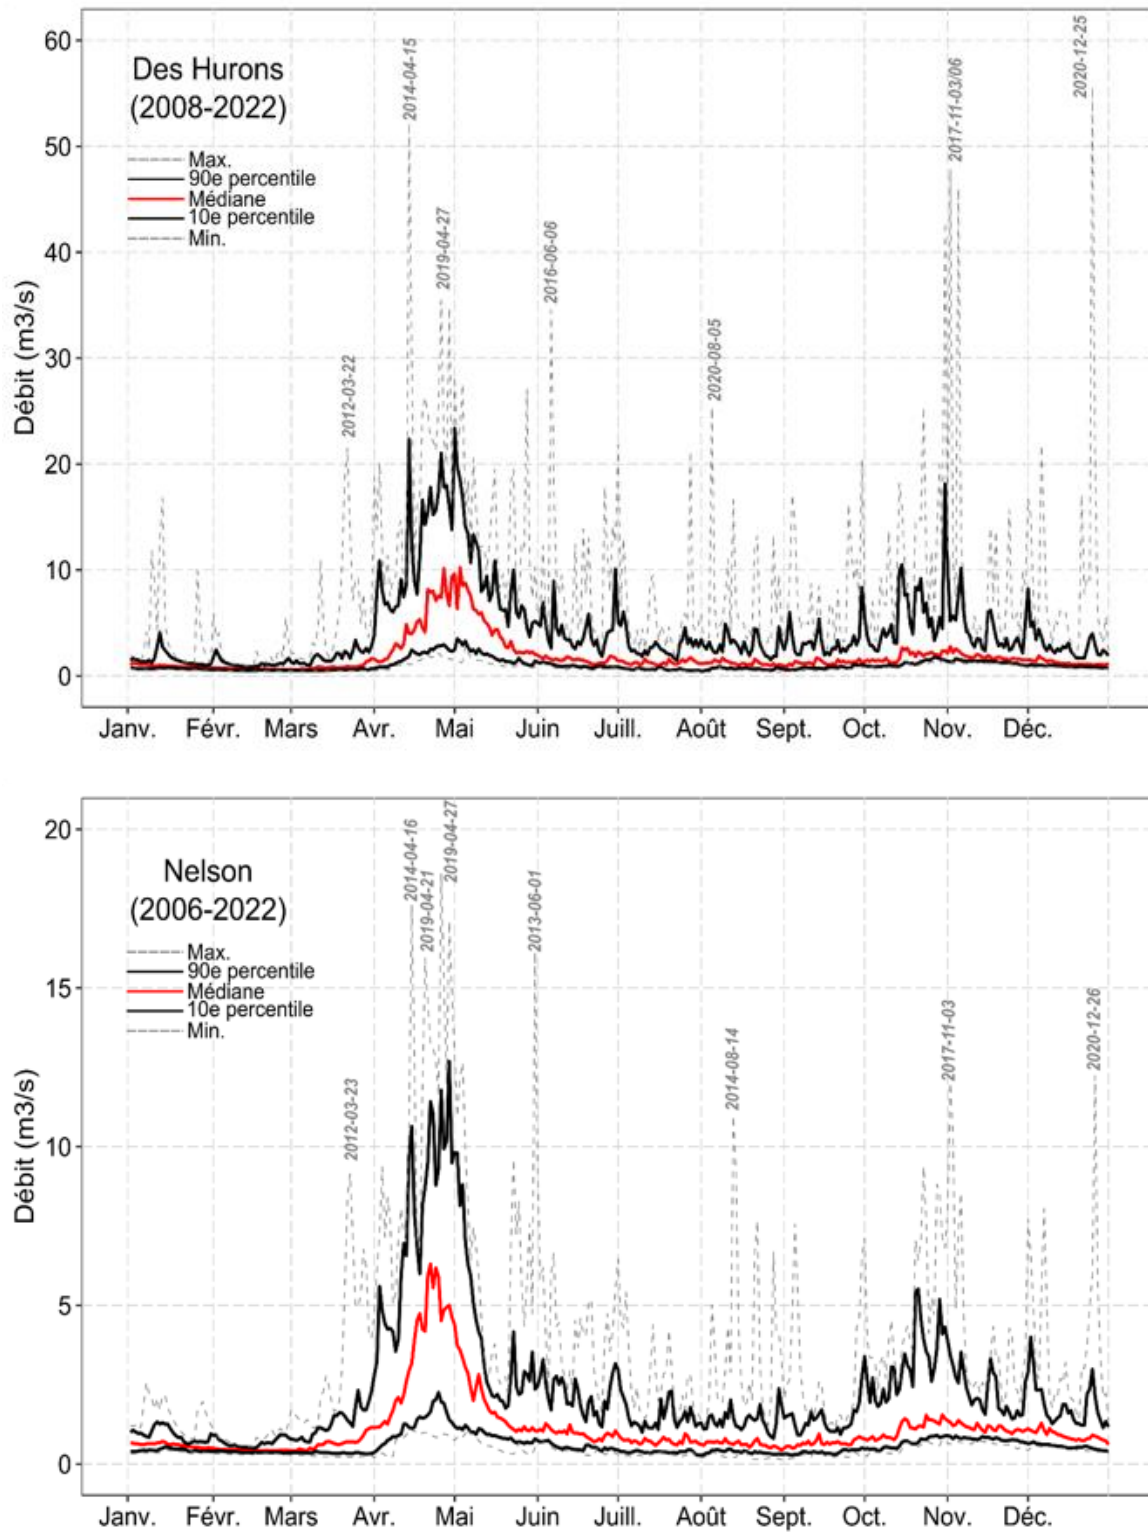 60
50
40
30
20
10
0
Débit (m3/s)
Des Hurons
(2008-2022)
Max.
90e percentile
Médiane
10e percentile
Min.
2012-03-22
2014-04-15
2019-04-27
2016-06-06
2020-08-05
2017-11-03/06
2020-12-25
Janv. Févr. Mars Avr. Mai Juin Juill. Août Sept. Oct. Nov. Déc.
20
15
10
5
0
Débit (m3/s)
Nelson
(2006-2022)
Max.
90e percentile
Médiane
10e percentile
Min.
2012-03-23
2014-04-16
2019-04-21
2019-04-27
2013-06-01
2014-08-14
2017-11-03
2020-12-26
Janv. Févr. Mars Avr. Mai Juin Juill. Août Sept. Oct. Nov. Déc.